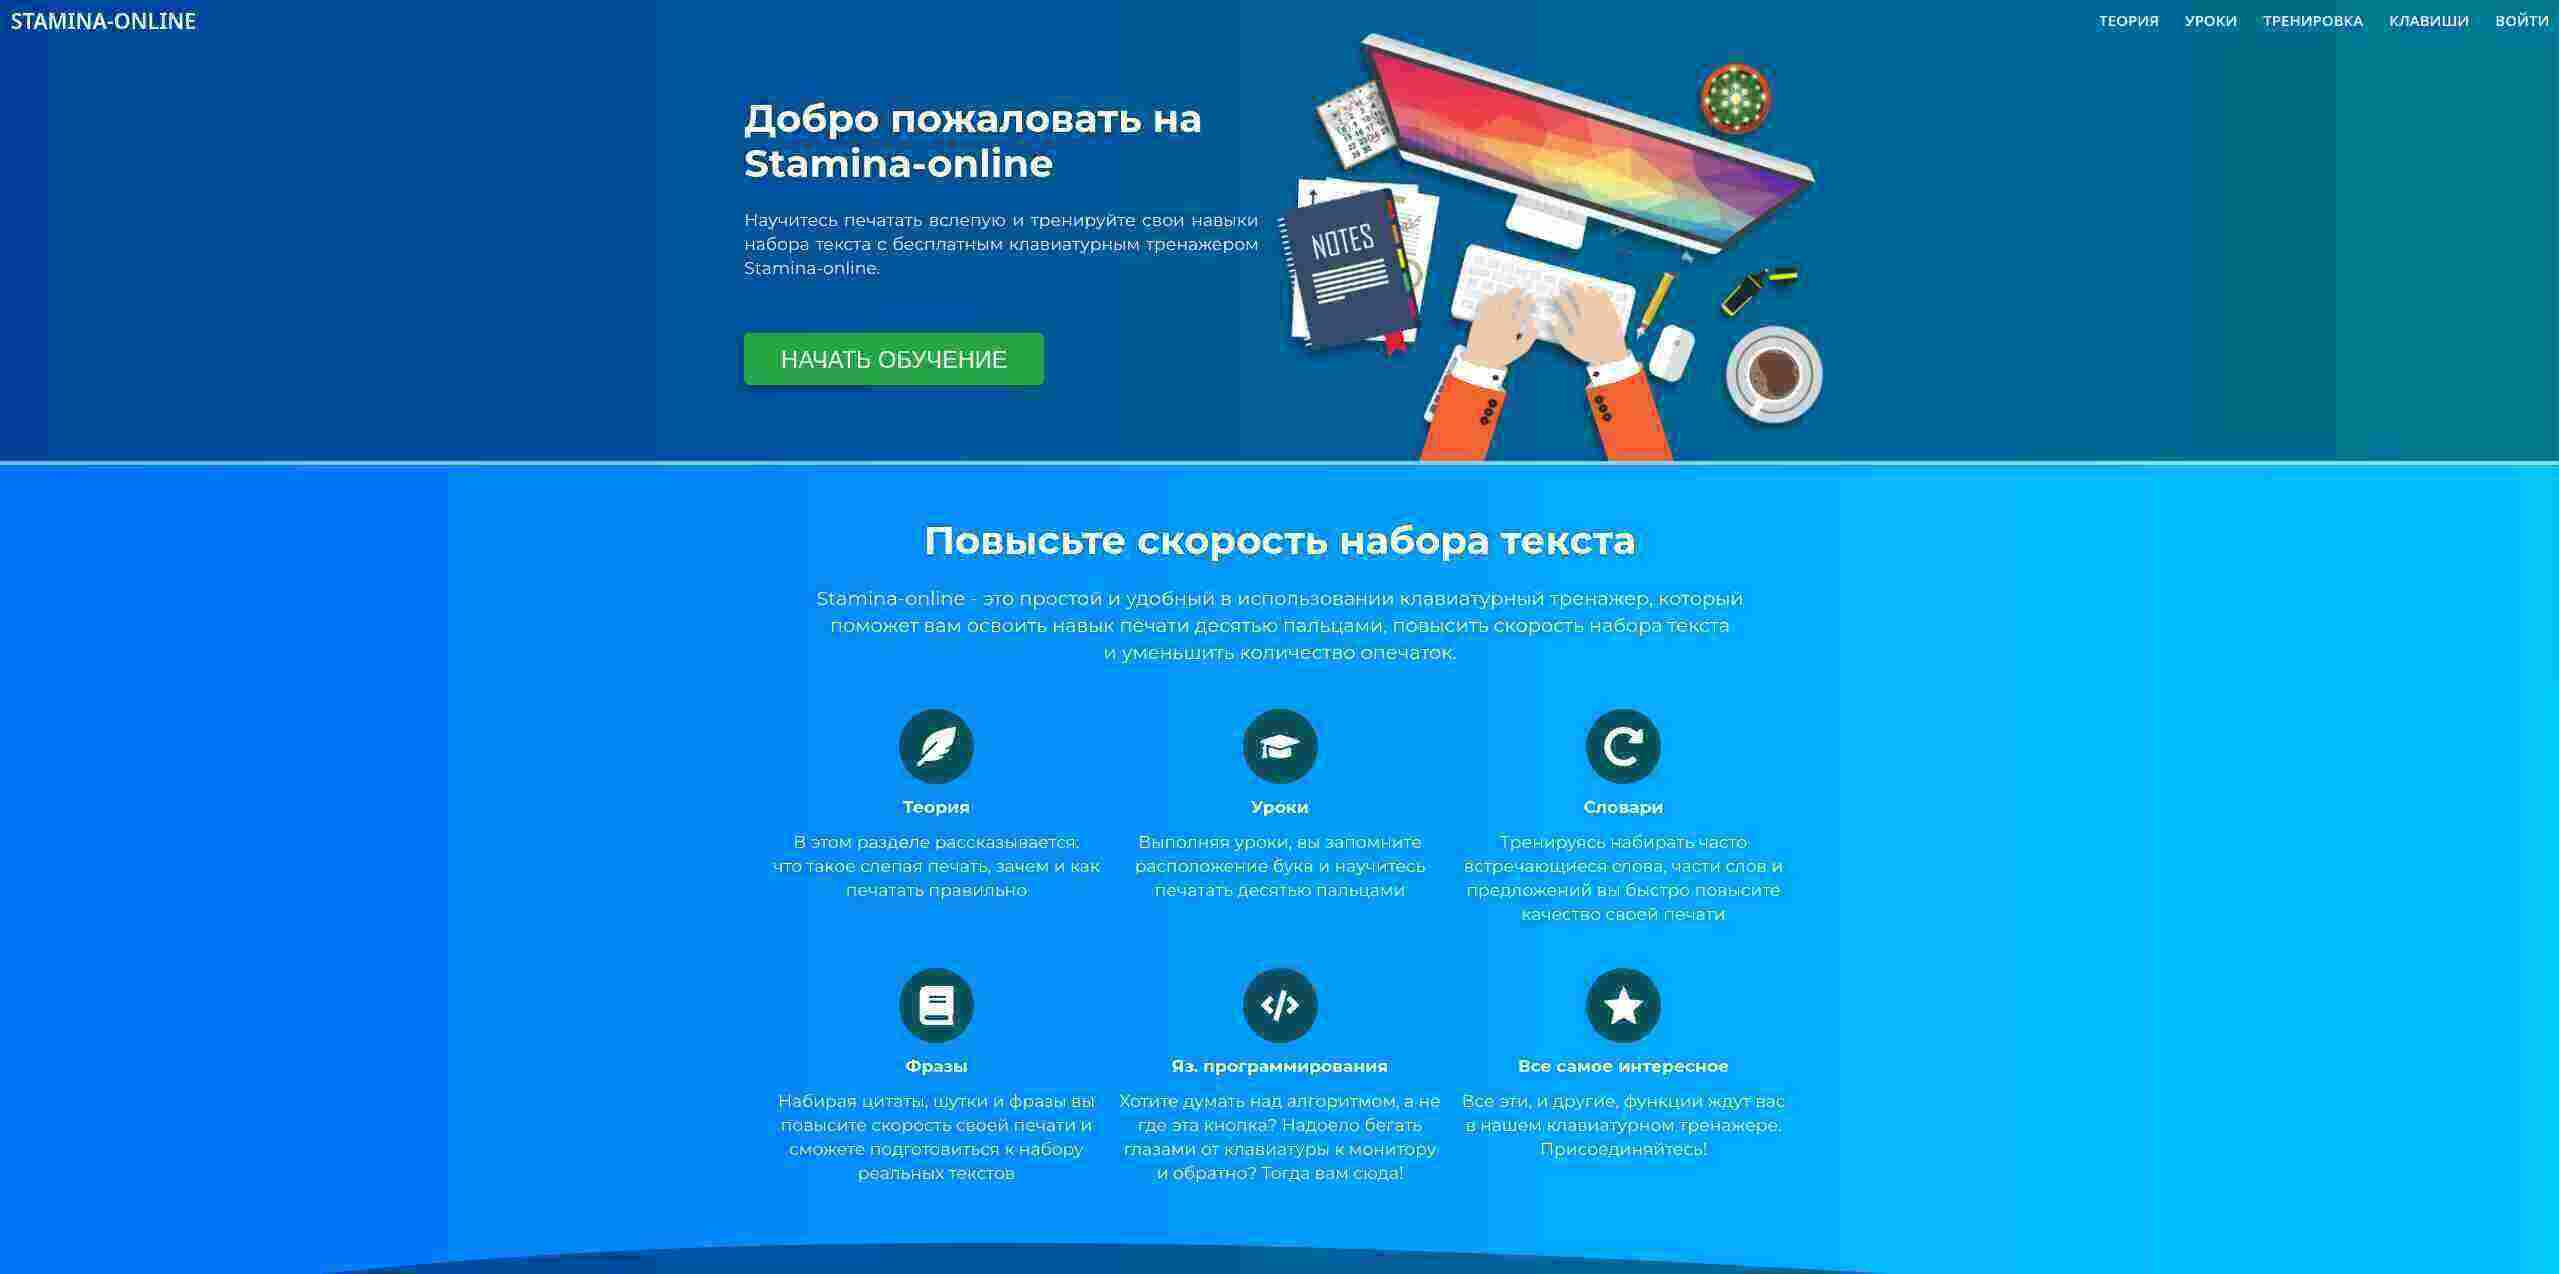 STAMINA-ONLINE
ТЕОРИЯ УРОКИ ТРЕНИРОВКА КЛАВИШИ ВОЙТИ
Добро пожаловать на
Stamina-online
Научитесь печатать вслепую и тренируйте свои навыки
набора текста с бесплатным клавиатурным тренажером
Stamina-online.
НАЧАТЬ ОБУЧЕНИЕ
NOTES
Повысьте скорость набора текста
Stamina-online - это простой и удобный в использовании клавиатурный тренажер, который
поможет вам освоить навык печати десятью пальцами, повысить скорость набора текста
и уменьшить количество опечаток.
Теория
В этом разделе рассказывается:
что такое слепая печать, зачем и как
печатать правильно
Уроки
Выполняя уроки, вы запомните
расположение букв и научитесь
печатать десятью пальцами
Словари
Тренируясь набирать часто
встречающиеся слова, части слов и
предложений вы быстро повысите
качество своей печати
Фразы
Набирая цитаты, шутки и фразы вы
повысите скорость своей печати и
сможете подготовиться к набору
реальных текстов
Яз. программирования
Хотите думать над алгоритмом, а не
где эта кнопка? Надоело бегать
глазами от клавиатуры к монитору
и обратно? Тогда вам сюда!
Все самое интересное
Все эти, и другие, функции ждут вас
в нашем клавиатурном тренажере.
Присоединяйтесь!